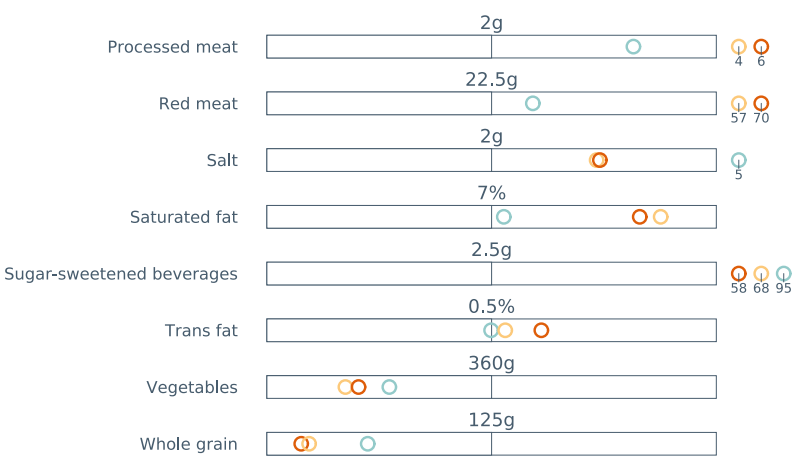 2g
Processed meat
4 6
22.5g
Red meat
57 70
2g
Salt
5
7%
Saturated fat
2.5g
Sugar-sweetened beverages
58 68 95
0.5%
Trans fat
360g
Vegetables
125g
Whole grain